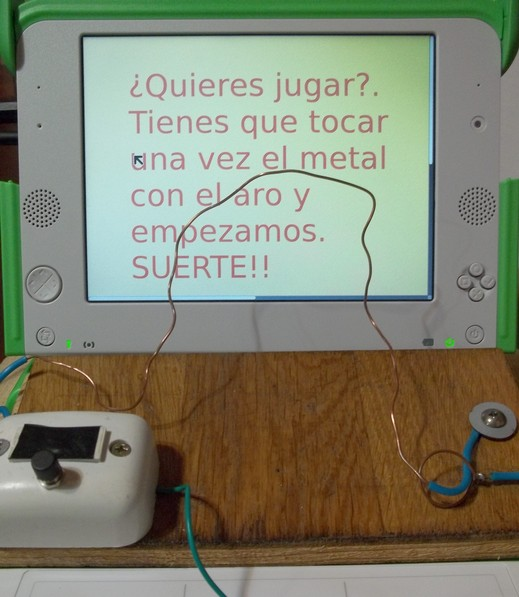 ¿Quieres jugar?.
Tienes que tocar
una vez el metal
con el aro y
empezamos.
SUERTE!!